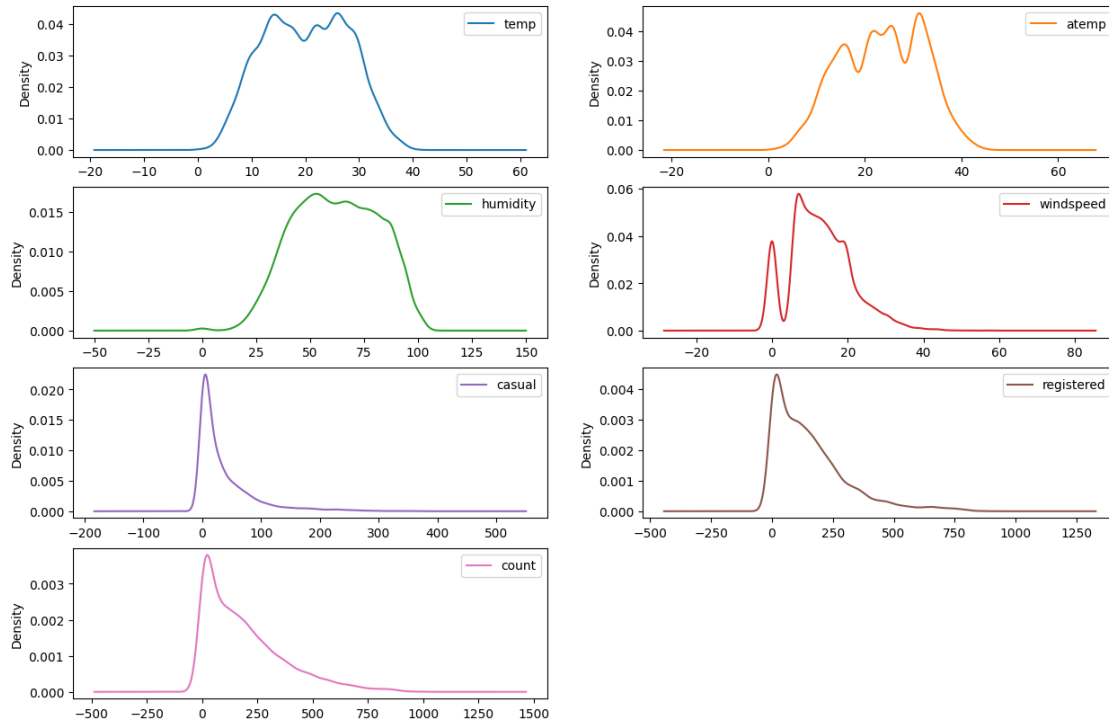 temp
Density
0.04
0.03
0.02
0.01
0.00
−20 −10 0 10 20 30 40 50 60
atemp
Density
0.04
0.03
0.02
0.01
0.00
−20 0 20 40 60
humidity
Density
0.015
0.010
0.005
0.000
−50 −25 0 25 50 75 100 125 150
windspeed
Density
0.06
0.04
0.02
0.00
−20 0 20 40 60 80
casual
Density
0.020
0.015
0.010
0.005
0.000
−200 −100 0 100 200 300 400 500
registered
Density
0.004
0.003
0.002
0.001
0.000
−500 −250 0 250 500 750 1000 1250
count
Density
0.003
0.002
0.001
0.000
−500 −250 0 250 500 750 1000 1250 1500